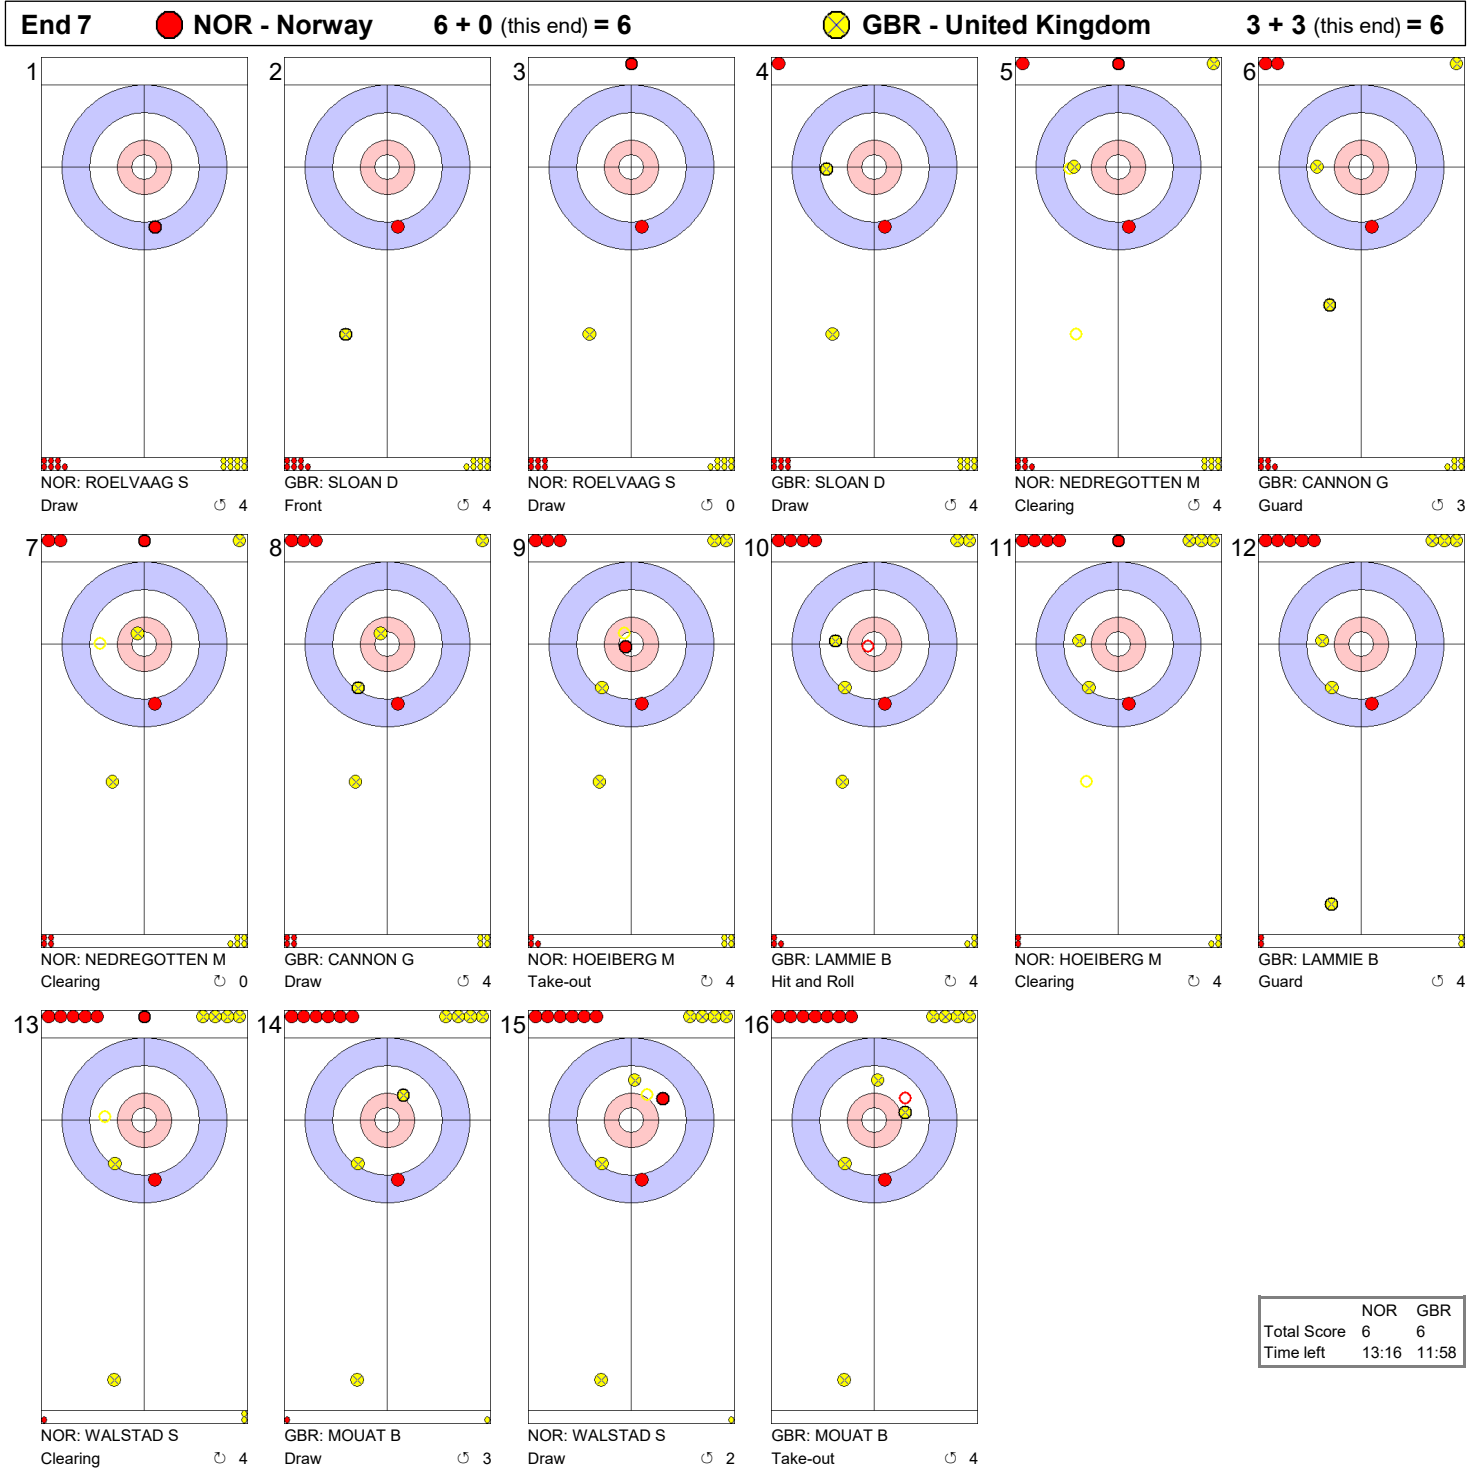 End 7 NOR - Norway 6 + 0 (this end) = 6 GBR - United Kingdom 3 + 3 (this end) = 6
1 2 3 4 5 6
NOR: ROELVAAG S GBR: SLOAN D NOR: ROELVAAG S GBR: SLOAN D NOR: NEDREGOTTEN M GBR: CANNON G
Draw ↺ 4 Front ↺ 4 Draw ↺ 0 Draw ↺ 4 Clearing ↺ 4 Guard ↺ 3
7 8 9 10 11 12
NOR: NEDREGOTTEN M GBR: CANNON G NOR: HOEIBERG M GBR: LAMMIE B NOR: HOEIBERG M GBR: LAMMIE B
Clearing ↻ 0 Draw ↻ 4 Take-out ↻ 4 Hit and Roll ↻ 4 Clearing ↻ 4 Guard ↺ 4
13 14 15 16
NOR GBR
Total Score 6 6
Time left 13:16 11:58
NOR: WALSTAD S GBR: MOUAT B NOR: WALSTAD S GBR: MOUAT B
Clearing ↻ 4 Draw ↺ 3 Draw ↺ 2 Take-out ↺ 4